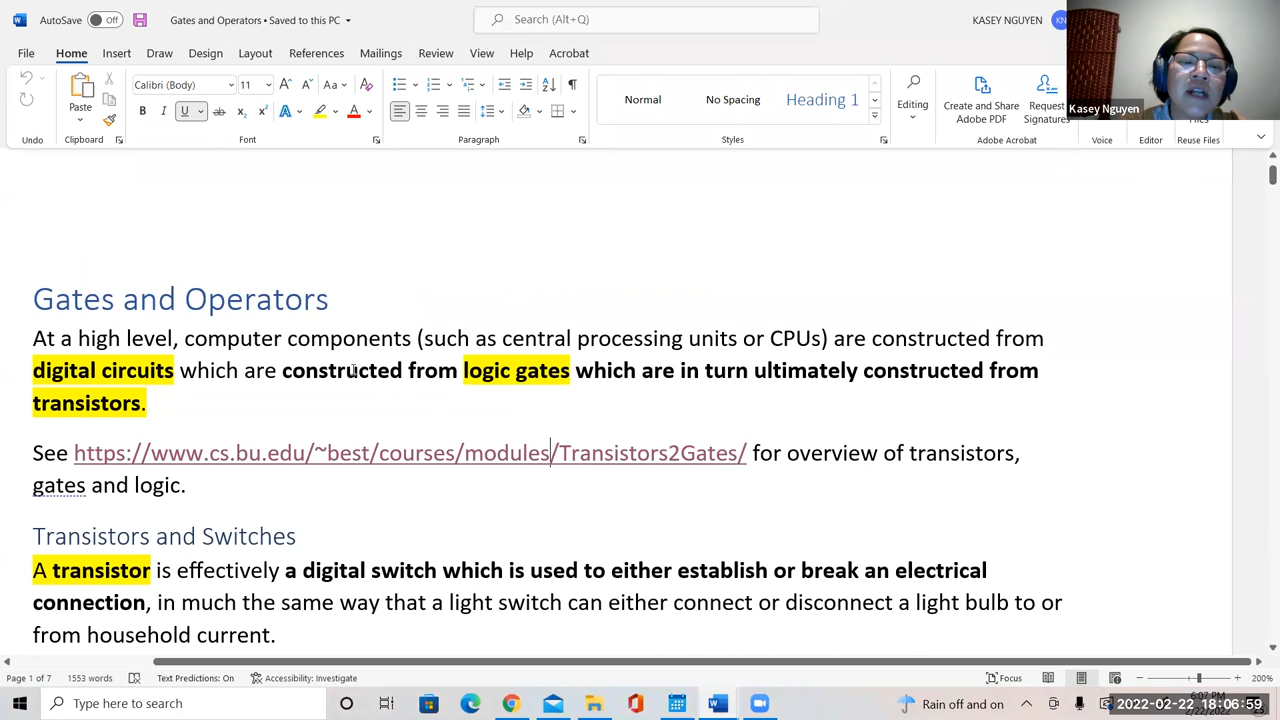 AutoSave Off Gates and Operators • Saved to this PC Search (Alt+Q) KASEY NGUYEN KN
File Home Insert Draw Design Layout References Mailings Review View Help Acrobat
Calibri (Body) 11 Aa
Paste Normal No Spacing Heading 1 Editing Create and Share Adobe PDF Request Signatures Files
Undo Clipboard Font Paragraph Styles Adobe Acrobat Voice Editor Reuse Files
Kasey Nguyen
Gates and Operators
At a high level, computer components (such as central processing units or CPUs) are constructed from
digital circuits which are constructed from logic gates which are in turn ultimately constructed from
transistors.
See https://www.cs.bu.edu/~best/courses/modules/Transistors2Gates/ for overview of transistors,
gates and logic.
Transistors and Switches
A transistor is effectively a digital switch which is used to either establish or break an electrical
connection, in much the same way that a light switch can either connect or disconnect a light bulb to or
from household current.
Page 1 of 7 1553 words Text Predictions: On Accessibility: Investigate Focus 200%
Type here to search Rain off and on 6:07 PM
2022-02-22 18:06:59